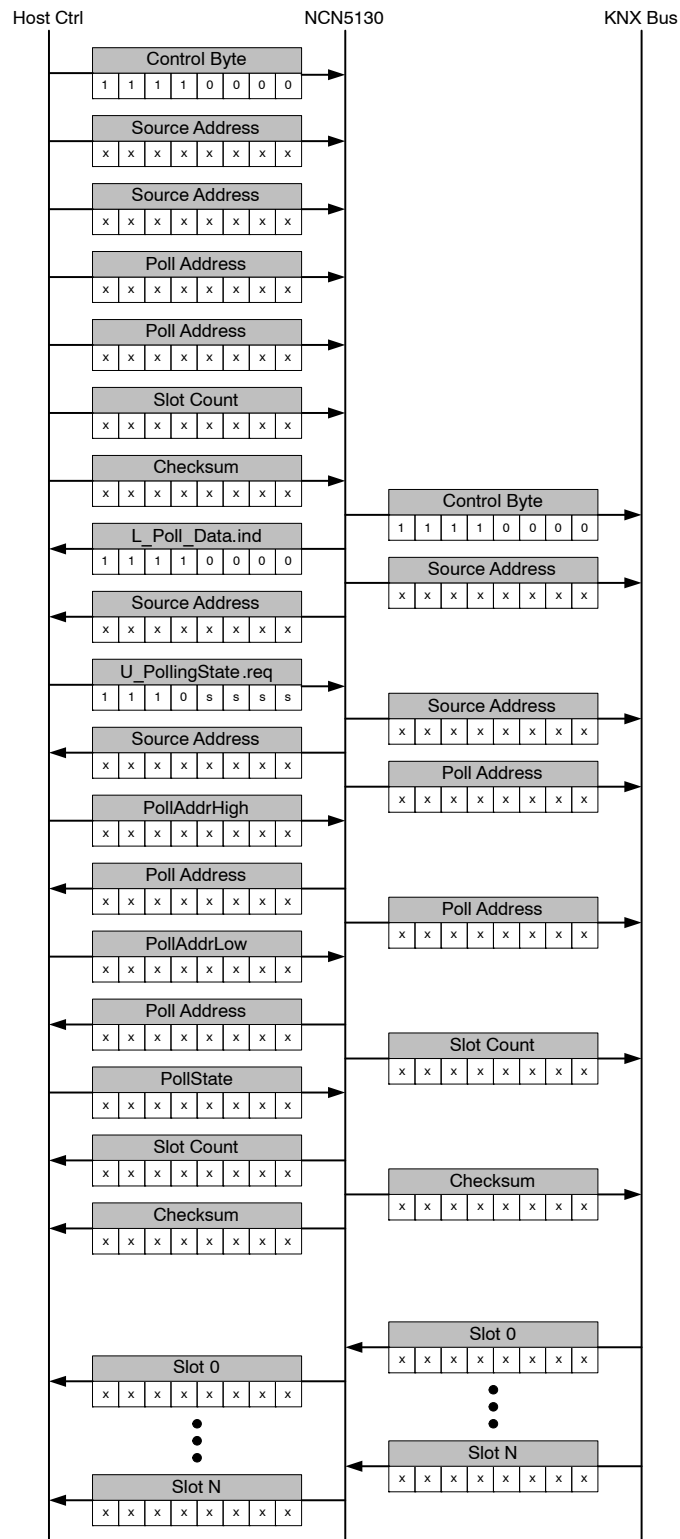 Host Ctrl NCN5130 KNX Bus
Control Byte
1 1 1 1 0 0 0 0
Source Address
x x x x x x x x
Source Address
x x x x x x x x
Poll Address
x x x x x x x x
Poll Address
x x x x x x x x
Slot Count
x x x x x x x x
Checksum
x x x x x x x x
Control Byte
1 1 1 1 0 0 0 0
L_Poll_Data.ind
1 1 1 1 0 0 0 0
Source Address
x x x x x x x x
Source Address
x x x x x x x x
U_PollingState.req
1 1 1 0 s s s s
Source Address
x x x x x x x x
Source Address
x x x x x x x x
Poll Address
x x x x x x x x
PollAddrHigh
x x x x x x x x
Poll Address
x x x x x x x x
Poll Address
x x x x x x x x
PollAddrLow
x x x x x x x x
Poll Address
x x x x x x x x
Slot Count
x x x x x x x x
PollState
x x x x x x x x
Slot Count
x x x x x x x x
Checksum
x x x x x x x x
Checksum
x x x x x x x x
Slot 0
x x x x x x x x
Slot 0
x x x x x x x x
Slot N
x x x x x x x x
Slot N
x x x x x x x x